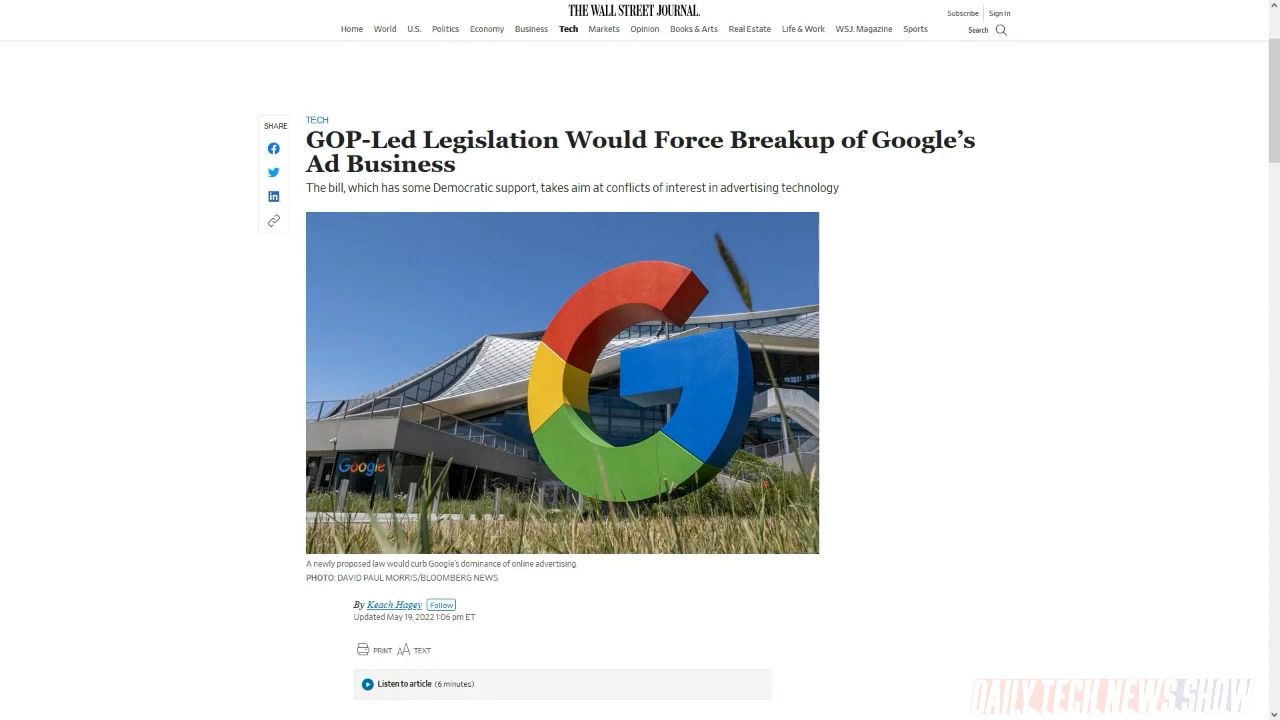 THE WALL STREET JOURNAL.
Subscribe Sign In
Home World U.S. Politics Economy Business Tech Markets Opinion Books & Arts Real Estate Life & Work WSJ. Magazine Sports
Search
SHARE
TECH
GOP-Led Legislation Would Force Breakup of Google’s
Ad Business
The bill, which has some Democratic support, takes aim at conflicts of interest in advertising technology
Google
A newly proposed law would curb Google’s dominance of online advertising.
PHOTO: DAVID PAUL MORRIS/BLOOMBERG NEWS
By Keach Hagey Follow
Updated May 19, 2022 1:06 pm ET
PRINT AA TEXT
Listen to article (6 minutes)
DAILY TECH NEWS SHOW